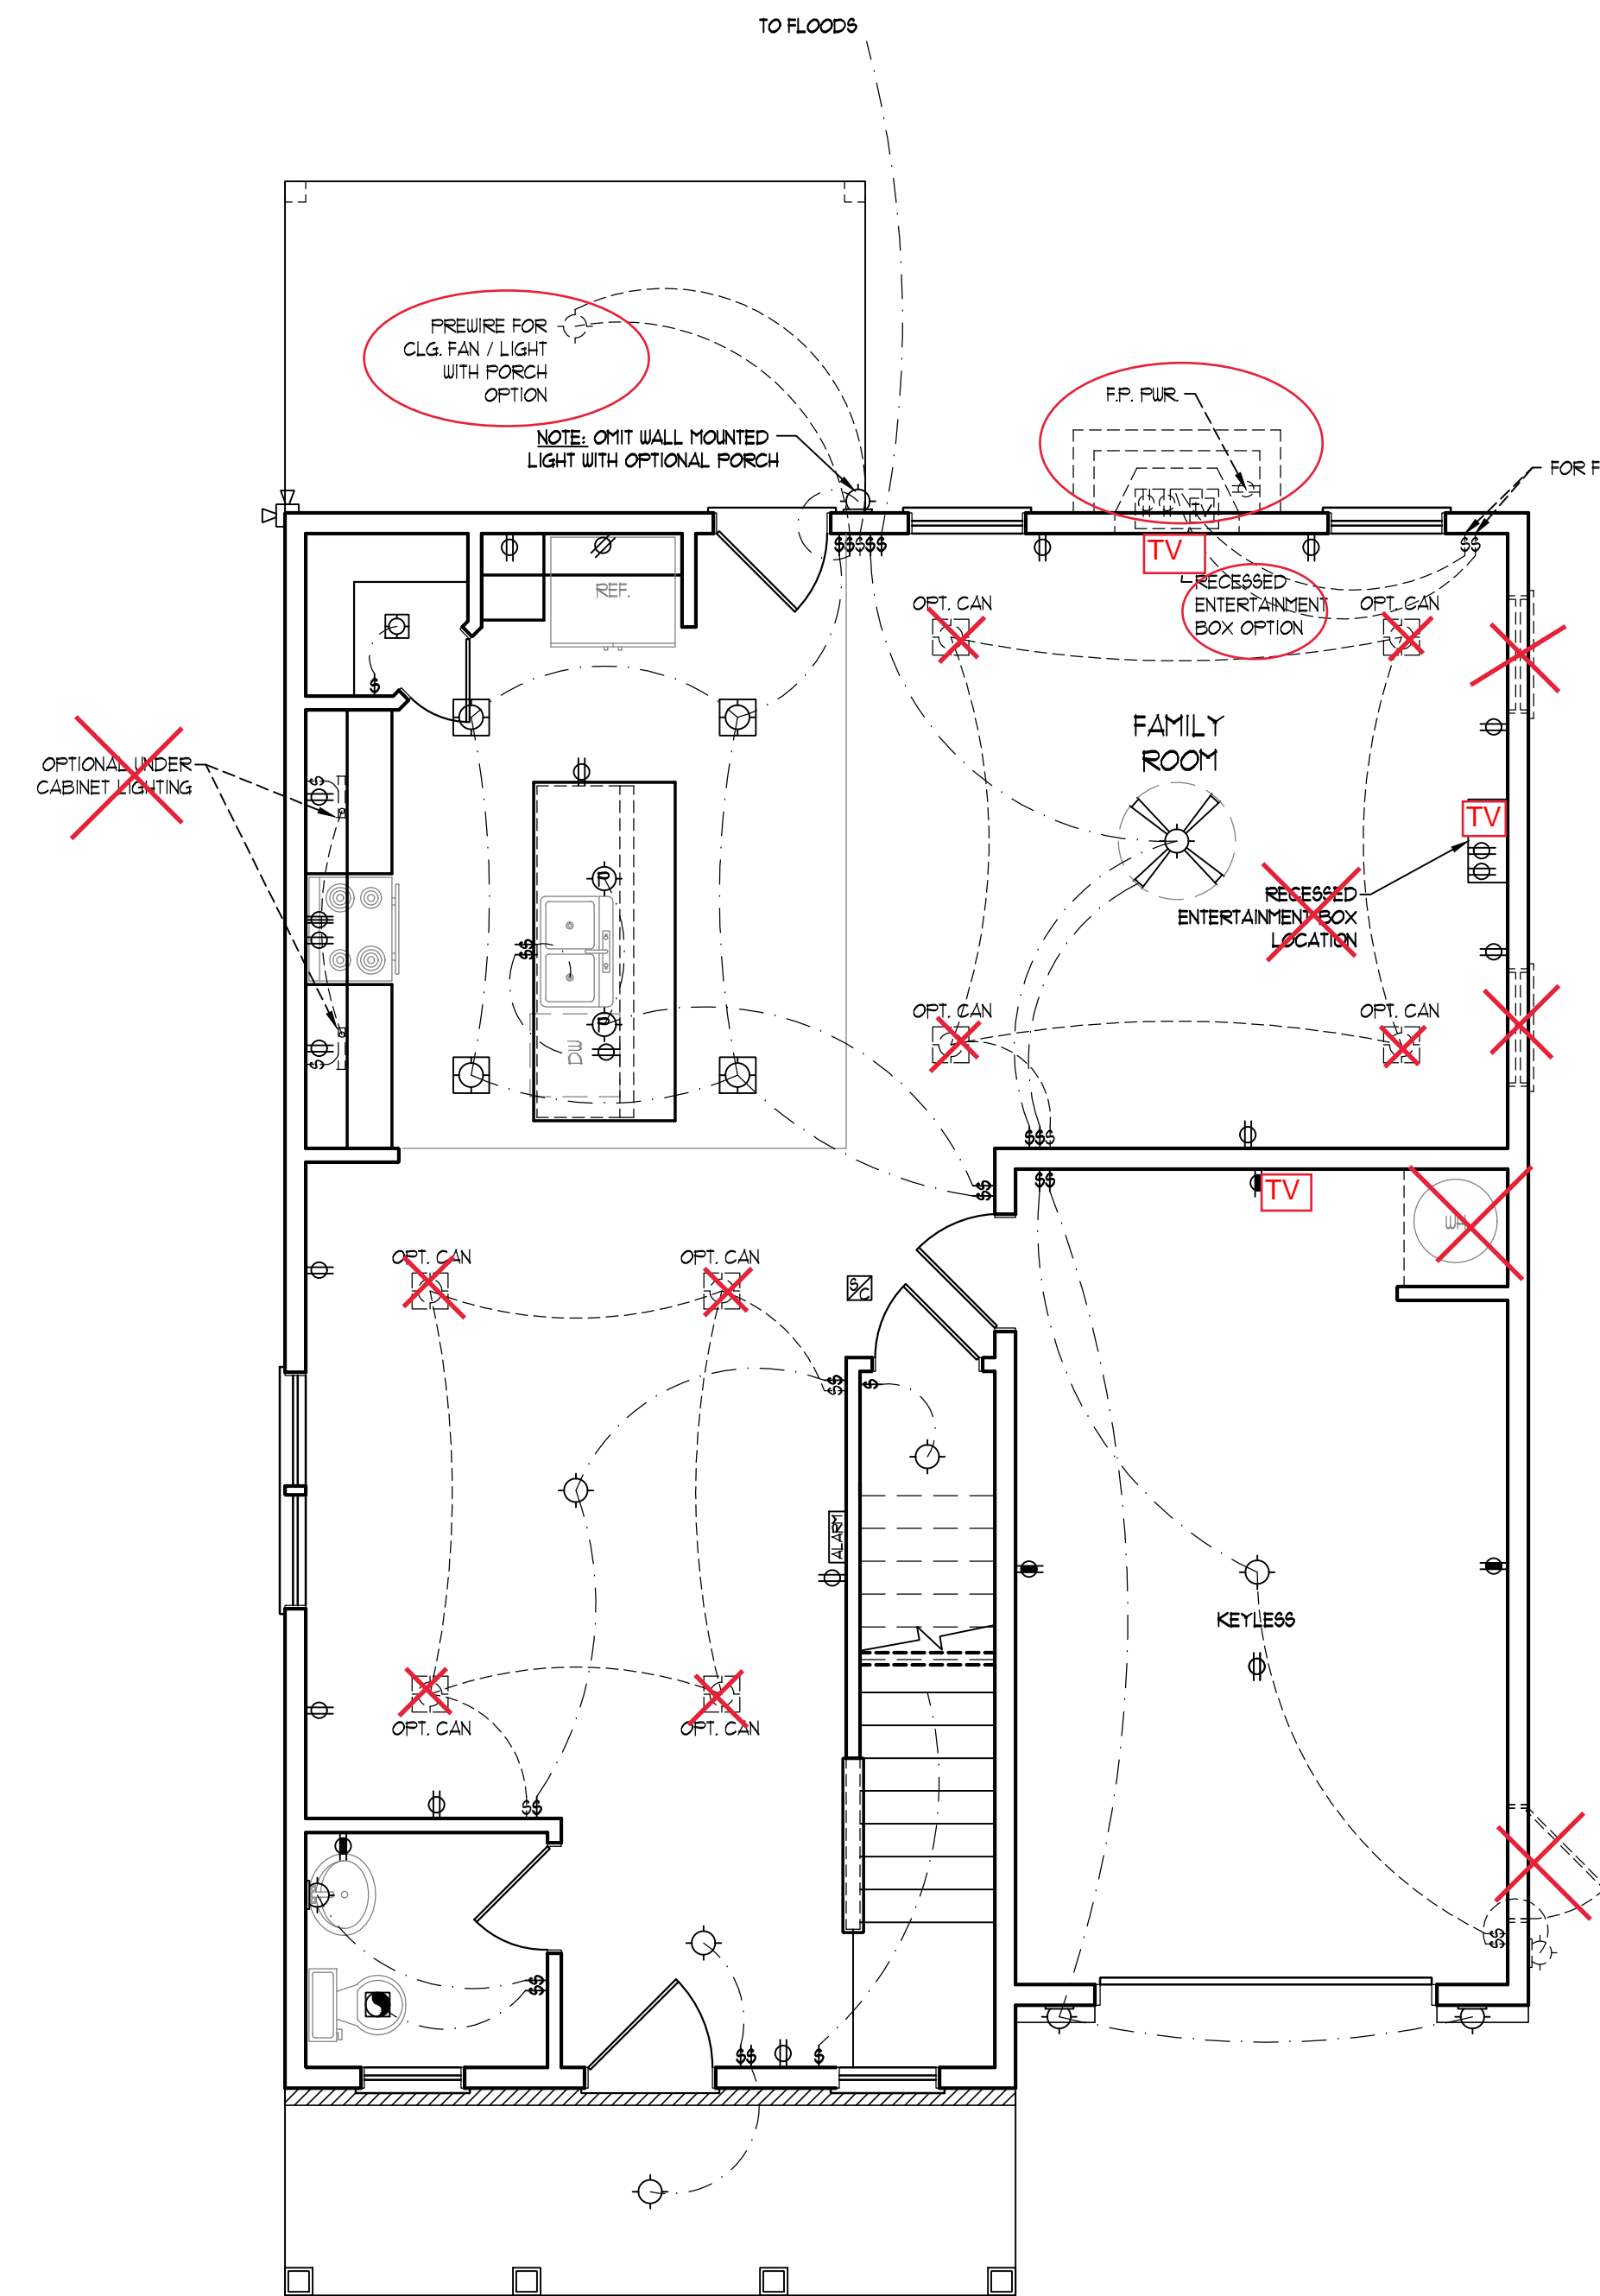 TO FLOODS
PREWIRE FOR
CLG. FAN / LIGHT
WITH PORCH
OPTION
F.P. PWR.
NOTE: OMIT WALL MOUNTED
LIGHT WITH OPTIONAL PORCH
FOR F
TV
$$$$$
$$
TV
REF.
RECESSED
ENTERTAINMENT
BOX OPTION
OPT. CAN
OPT. CAN
$
FAMILY
ROOM
OPTIONAL UNDER
CABINET LIGHTING
$
TV
R
RECESSED
ENTERTAINMENT BOX
LOCATION
$$
OPT. CAN
OPT. CAN
P
DW
$
$$$
$$
$$
TV
WH
OPT. CAN
OPT. CAN
S/C
$$
$
ALARM
KEYLESS
OPT. CAN
OPT. CAN
$$
$$
$$
$$
$